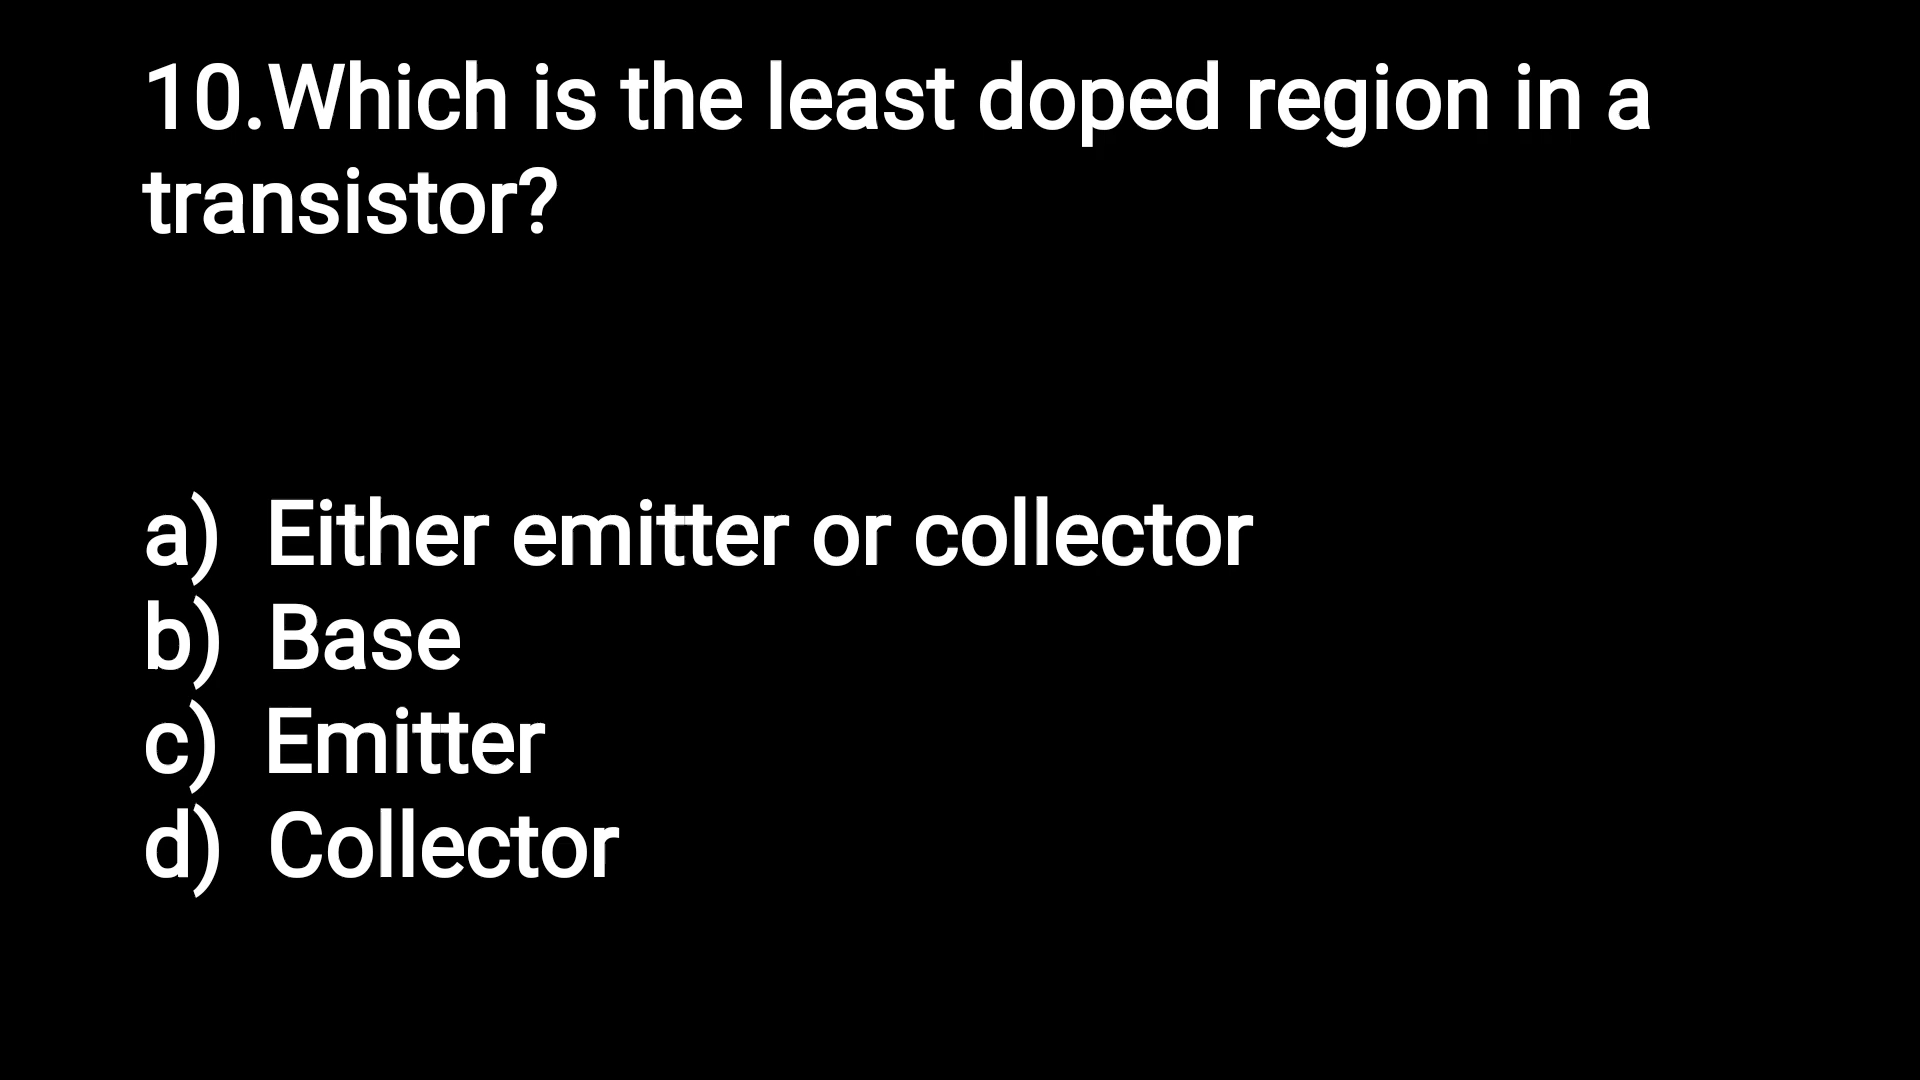 10.Which is the least doped region in a
transistor?
a) Either emitter or collector
b) Base
c) Emitter
d) Collector